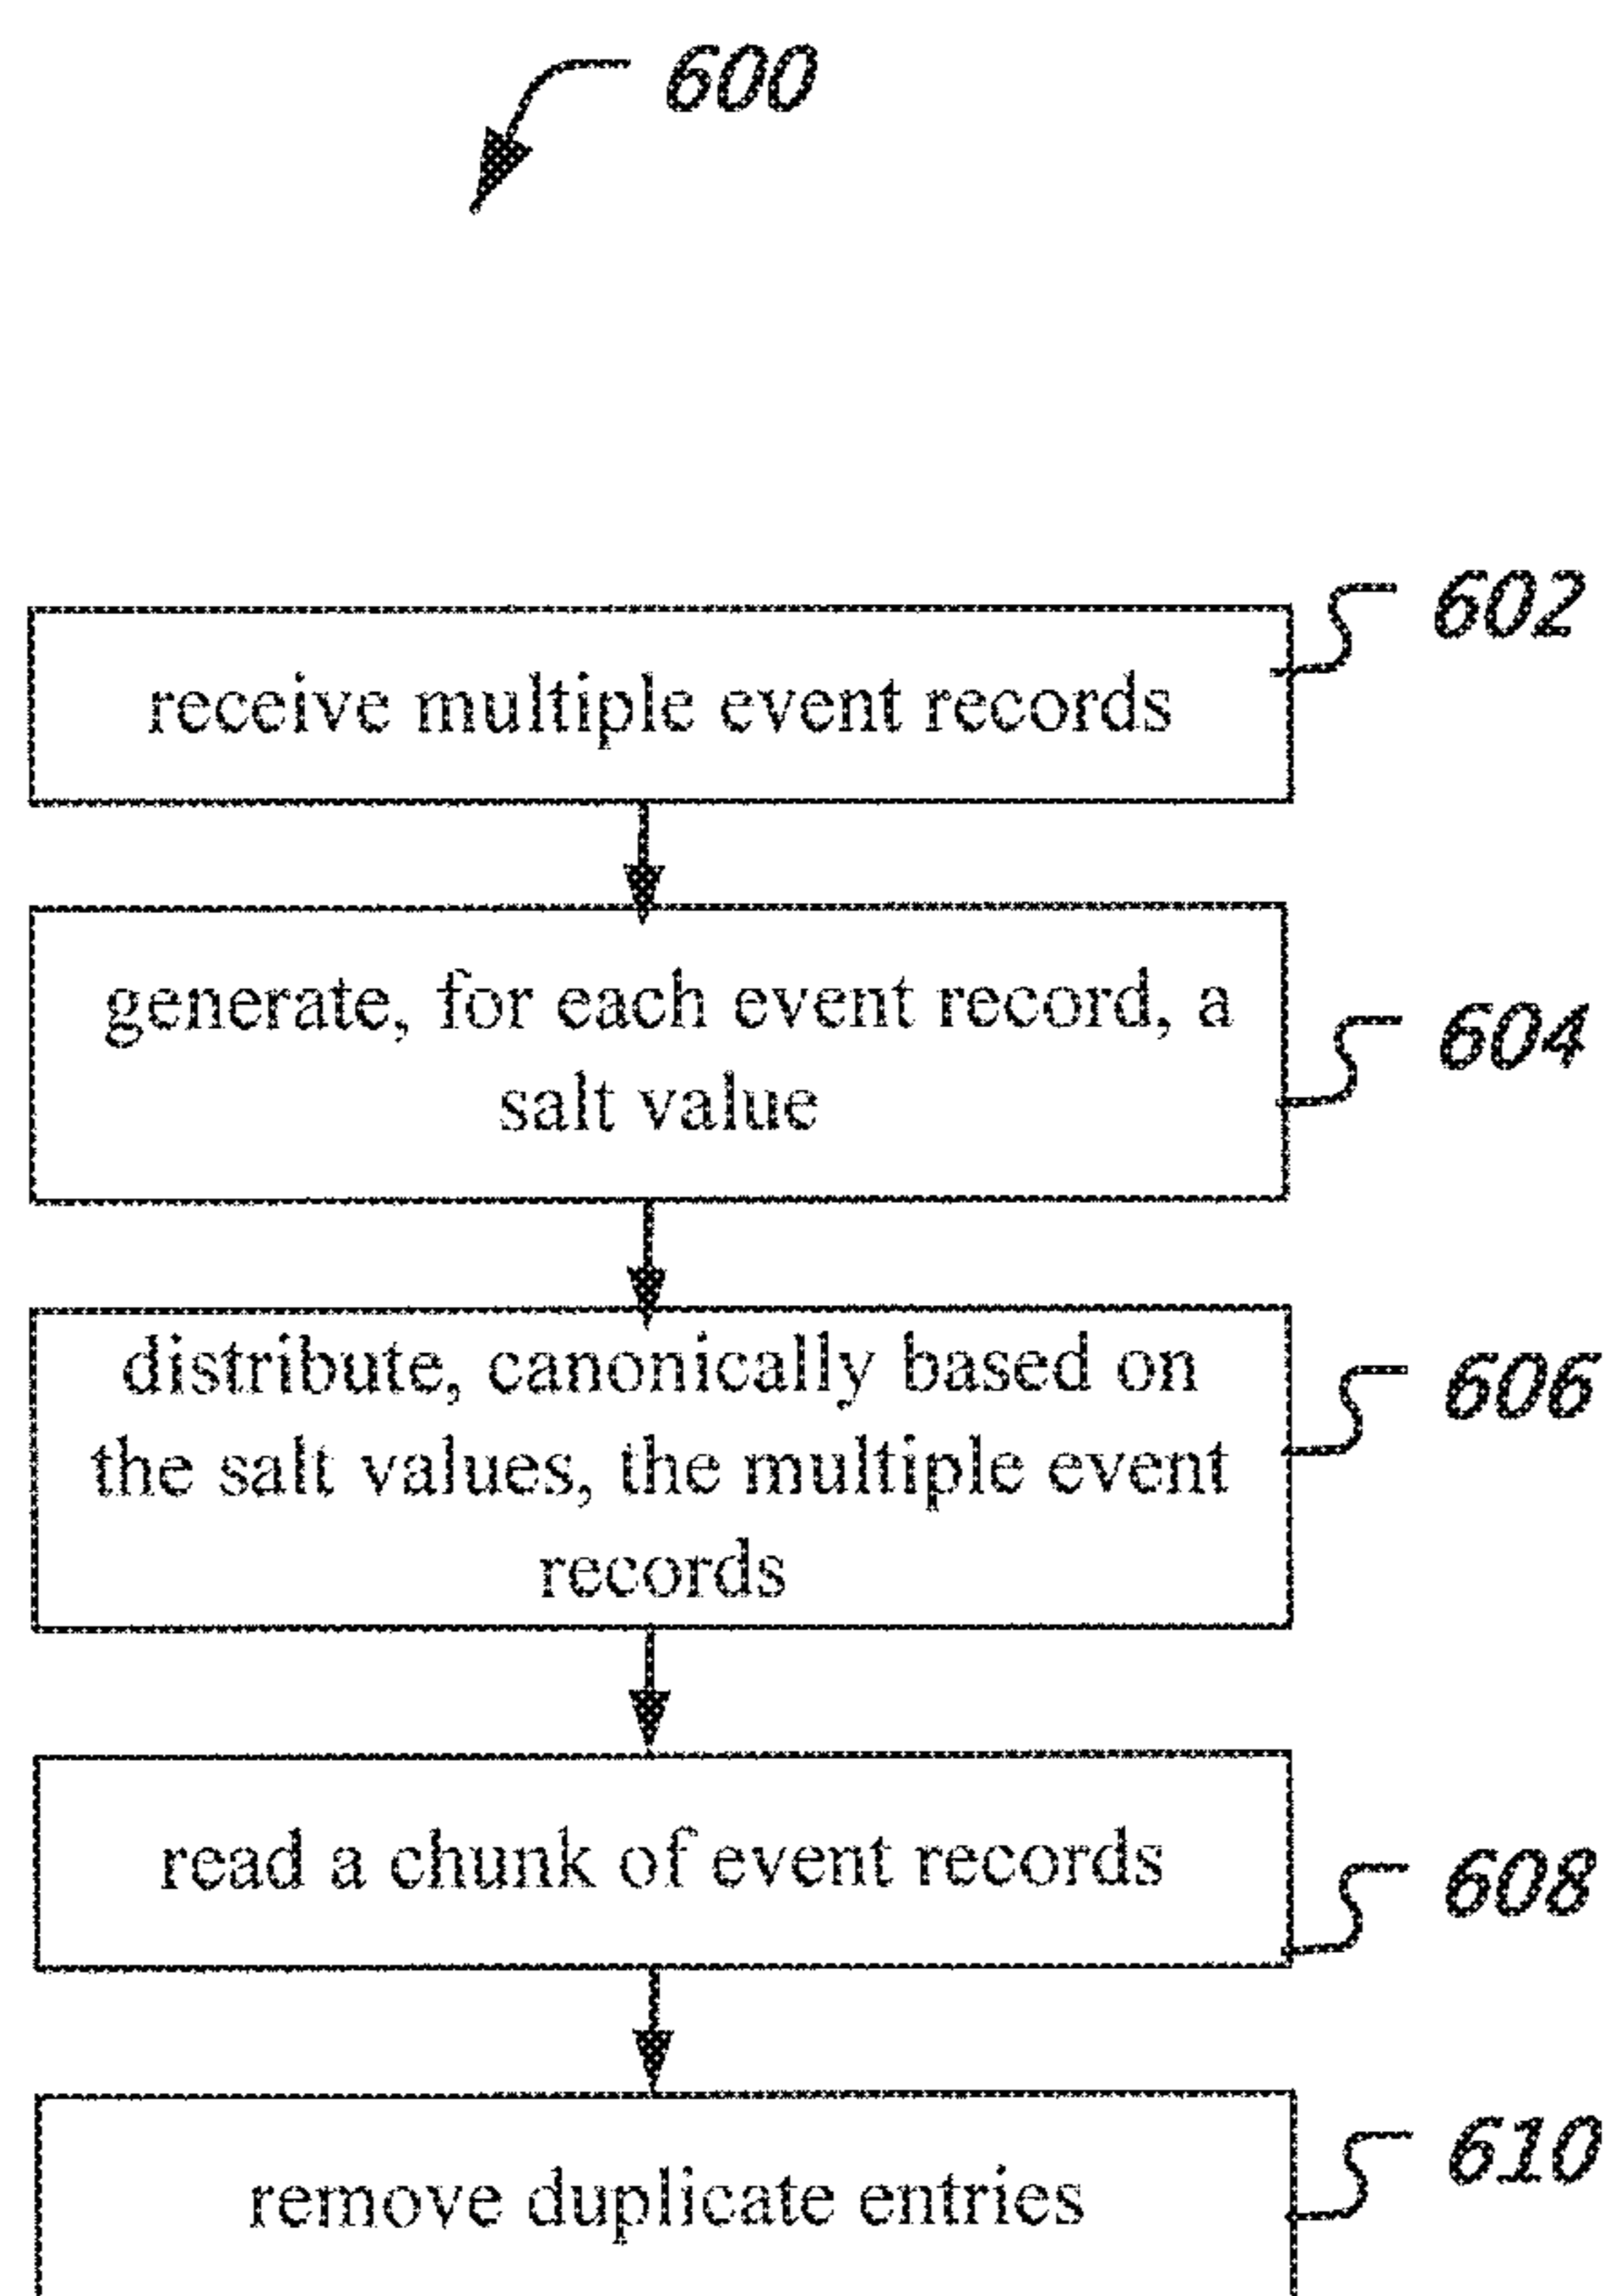 600
602
receive multiple event records
604
generate, for each event record, a
salt value
606
distribute, canonically based on
the salt values, the multiple event
records
608
read a chunk of event records
610
remove duplicate entries